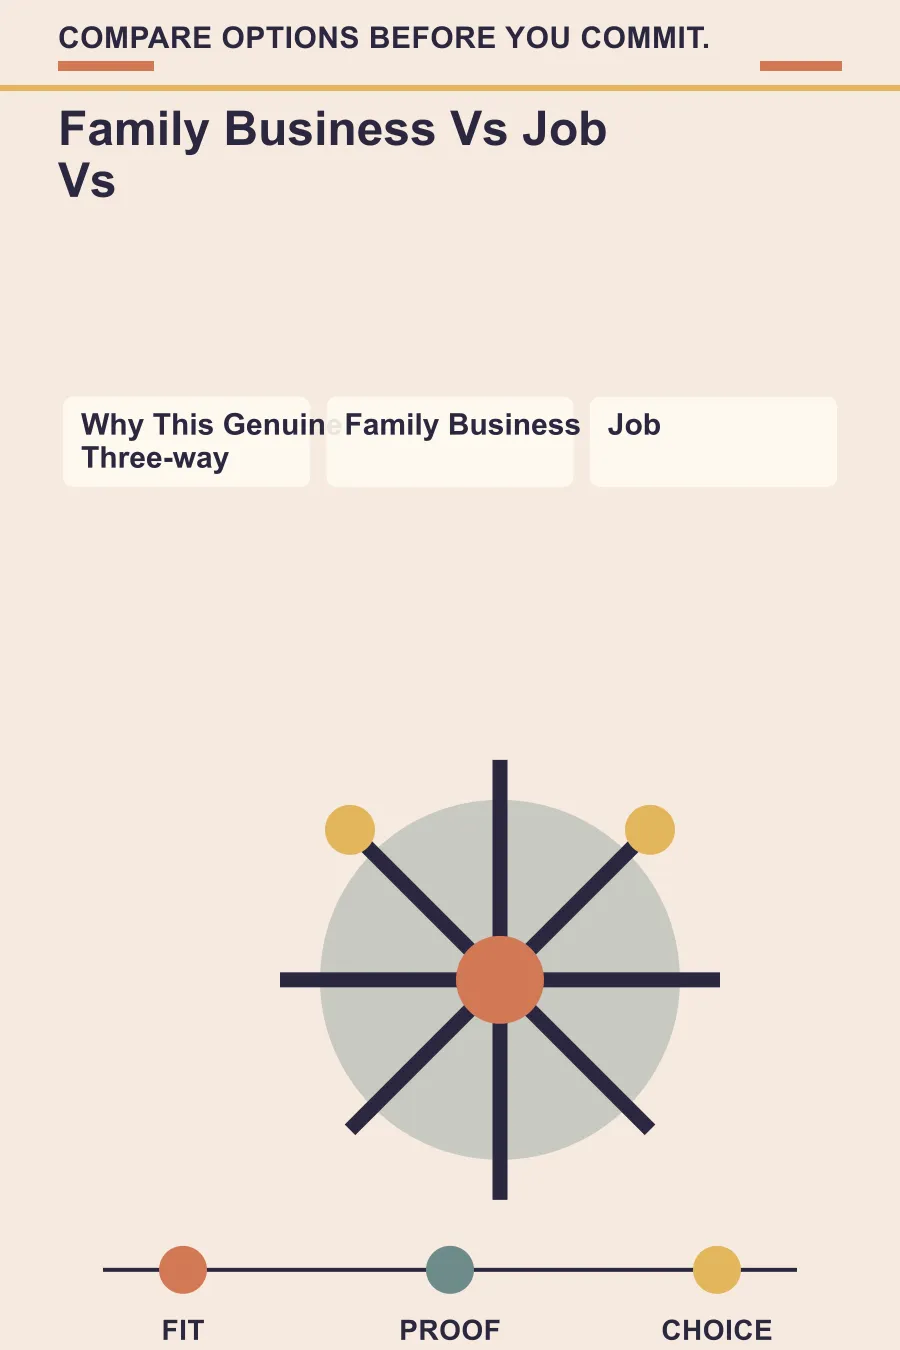 COMPARE OPTIONS BEFORE YOU COMMIT.
Family Business Vs Job
Vs
Why This Genuine
Three-way
Family Business
Job
FIT
PROOF
CHOICE